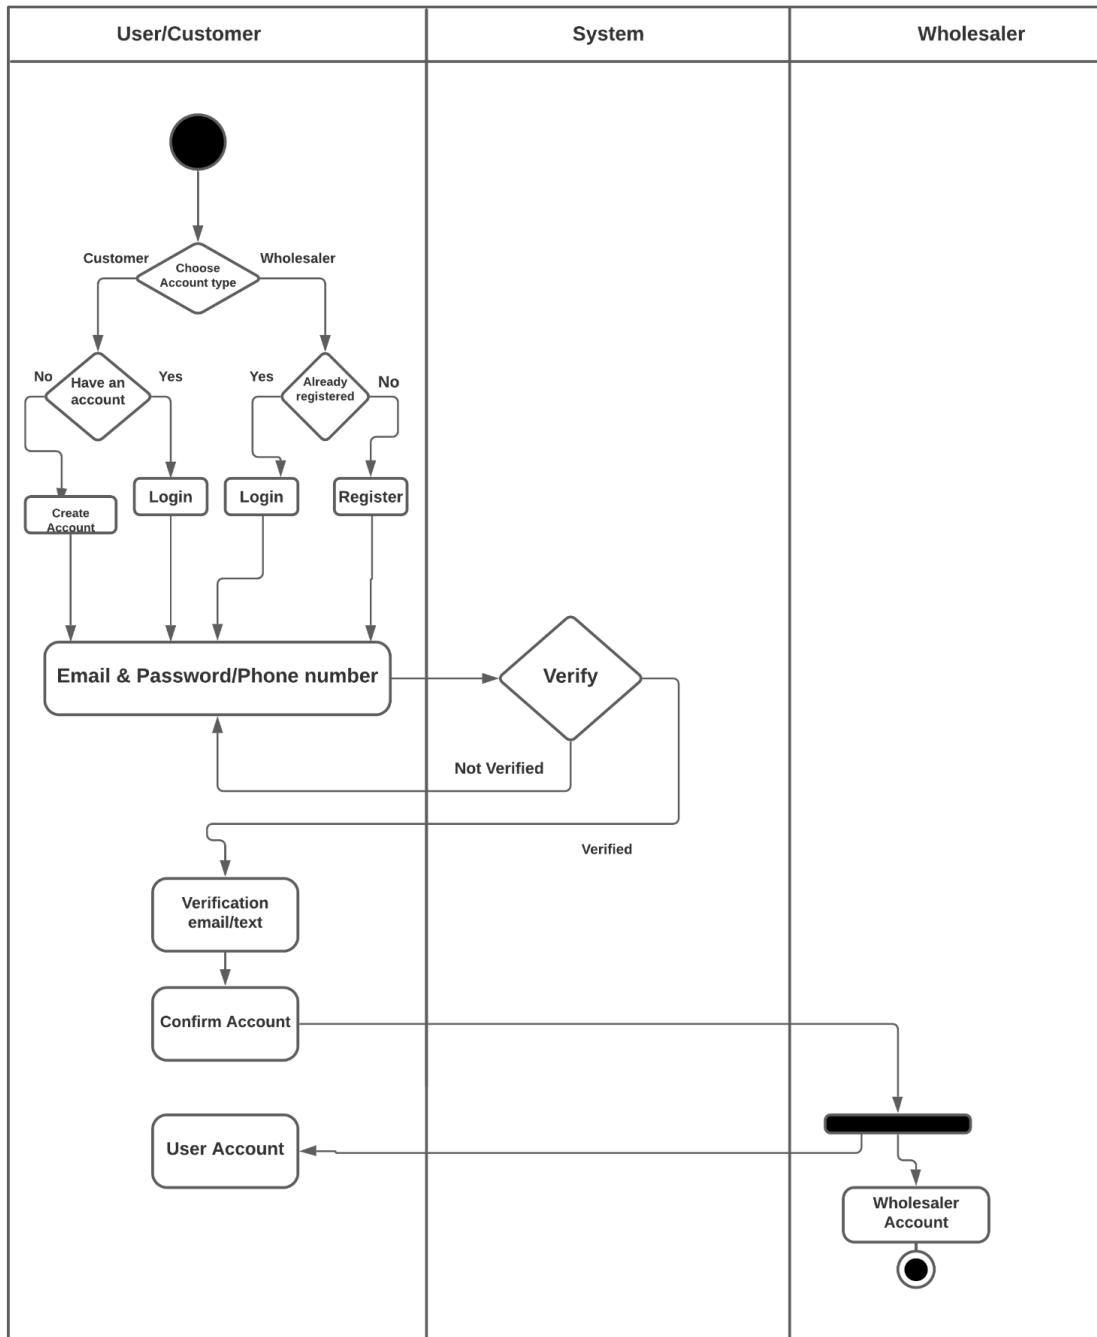 User/Customer
System
Wholesaler
Customer
Choose
Account type
Wholesaler
No
Have an
account
Yes
Yes
Already
registered
No
Create
Account
Login
Login
Register
Email & Password/Phone number
Verify
Not Verified
Verified
Verification
email/text
Confirm Account
User Account
Wholesaler
Account